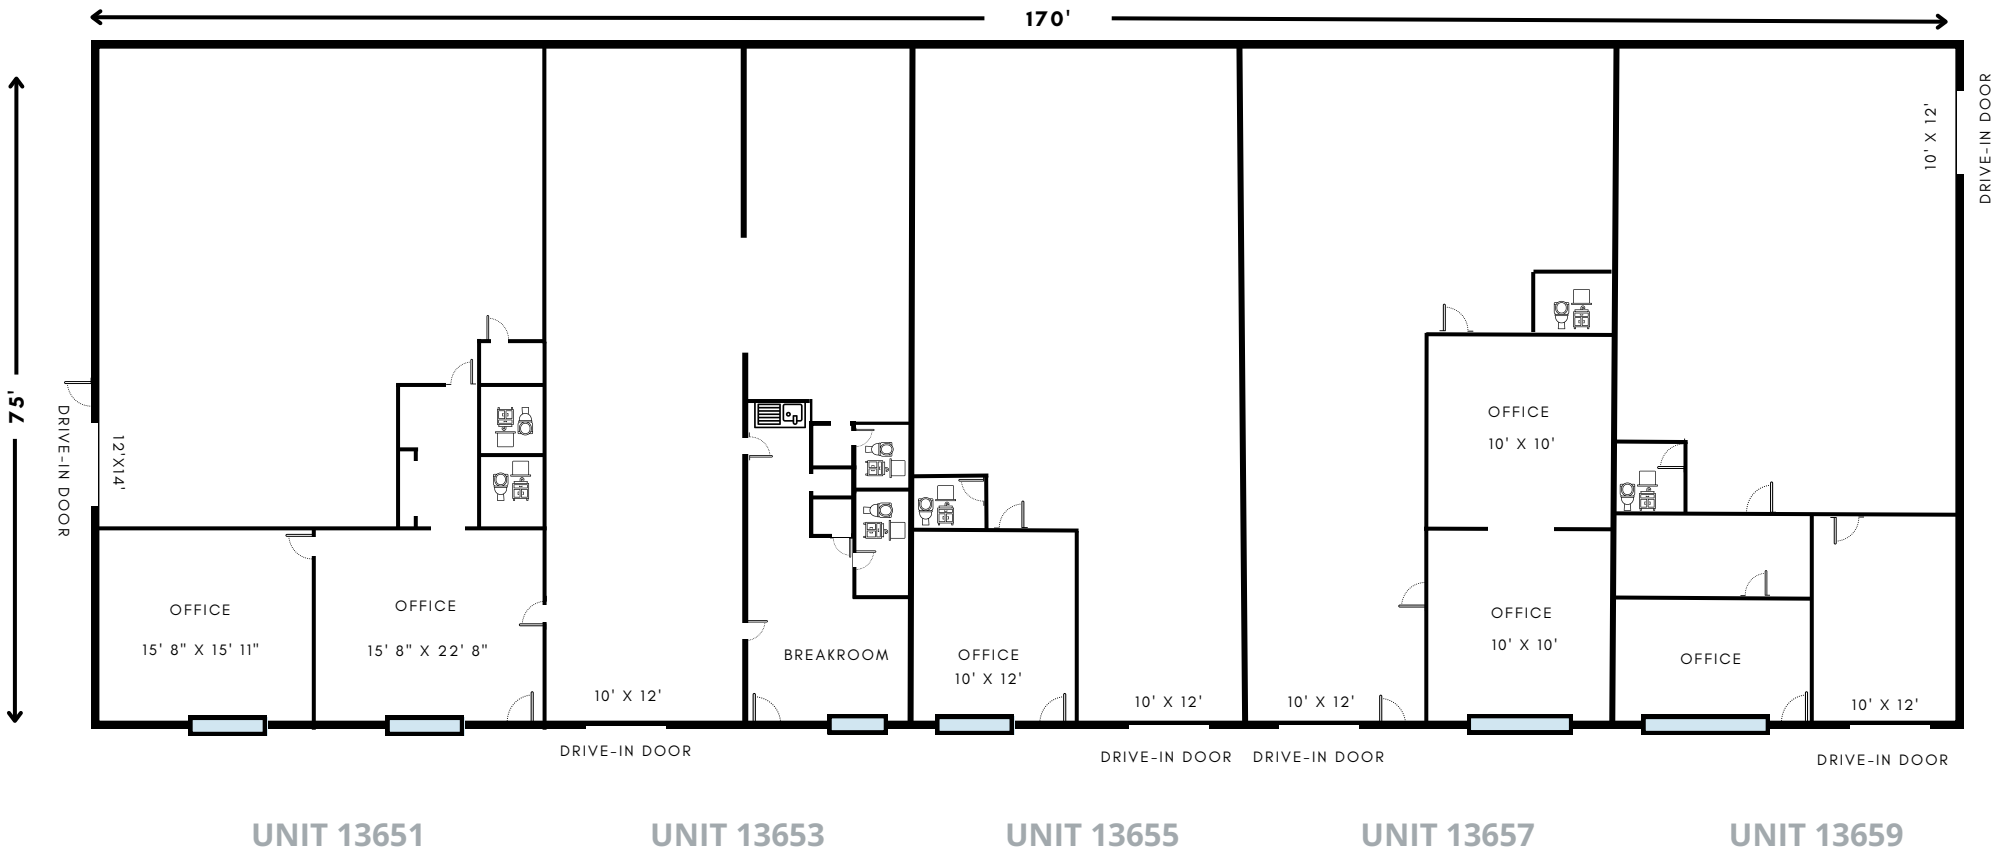 170'
75'
DRIVE-IN DOOR
10' X 12'
DRIVE-IN DOOR
12'X14'
OFFICE
10' X 10'
OFFICE
15' 8" X 15' 11"
OFFICE
15' 8" X 22' 8"
OFFICE
10' X 10'
BREAKROOM
OFFICE
10' X 12'
OFFICE
10' X 12'
10' X 12'
10' X 12'
10' X 12'
DRIVE-IN DOOR
DRIVE-IN DOOR
DRIVE-IN DOOR
DRIVE-IN DOOR
UNIT 13651
UNIT 13653
UNIT 13655
UNIT 13657
UNIT 13659